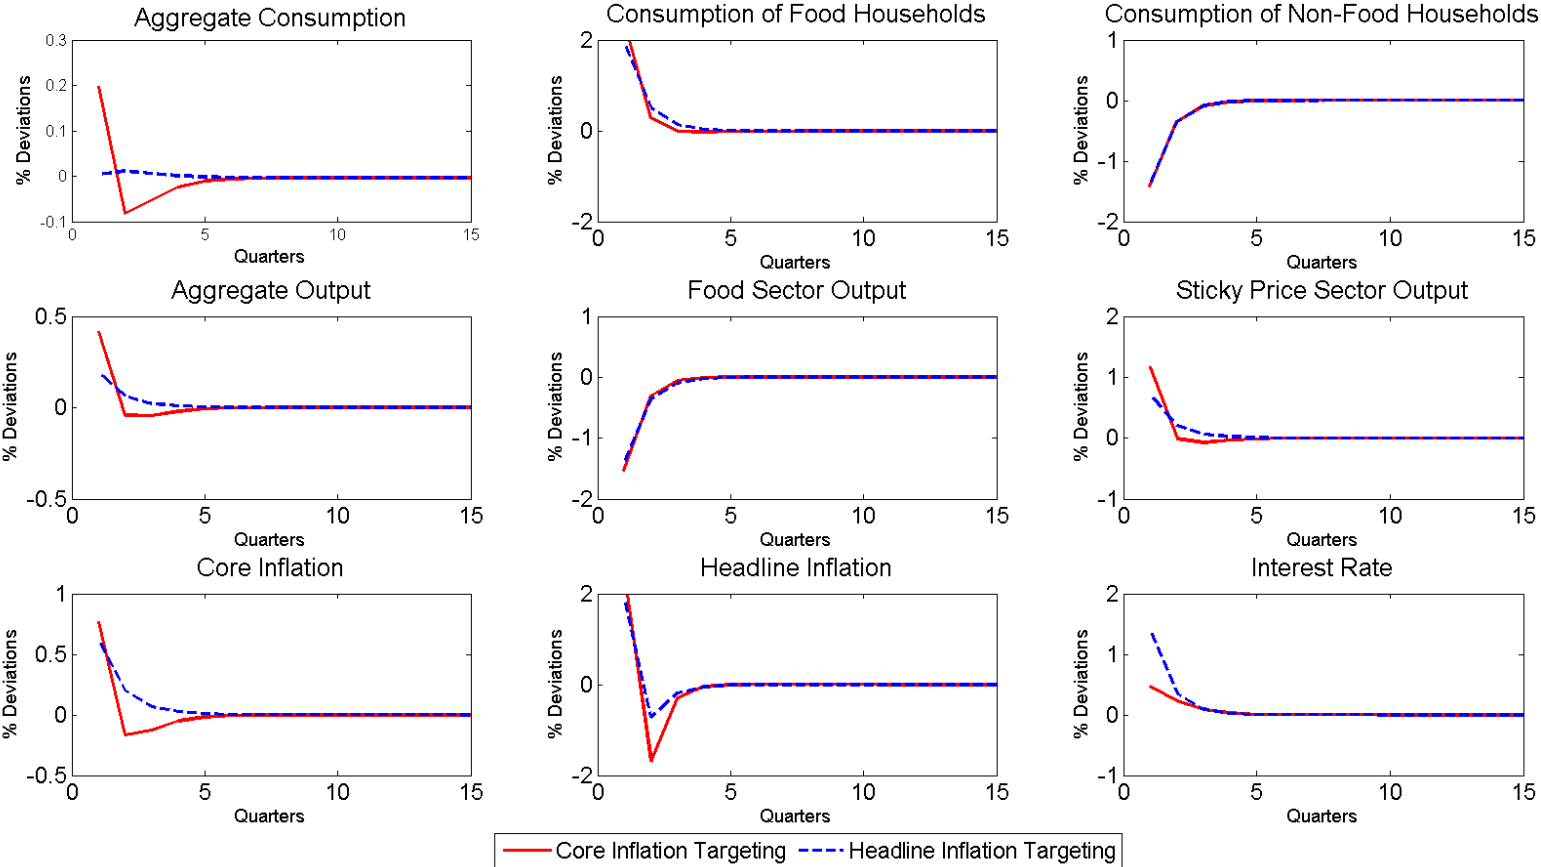 Aggregate Consumption
% Deviations
0.3
0.2
0.1
0
-0.1
0 5 10 15
Quarters
Consumption of Food Households
% Deviations
2
0
-2
0 5 10 15
Quarters
Consumption of Non-Food Households
% Deviations
1
0
-1
-2
0 5 10 15
Quarters
Aggregate Output
% Deviations
0.5
0
-0.5
0 5 10 15
Quarters
Food Sector Output
% Deviations
1
0
-1
-2
0 5 10 15
Quarters
Sticky Price Sector Output
% Deviations
2
1
0
-1
0 5 10 15
Quarters
Core Inflation
% Deviations
1
0.5
0
-0.5
0 5 10 15
Quarters
Headline Inflation
% Deviations
2
0
-2
0 5 10 15
Quarters
Interest Rate
% Deviations
2
1
0
-1
0 5 10 15
Quarters
Core Inflation Targeting Headline Inflation Targeting